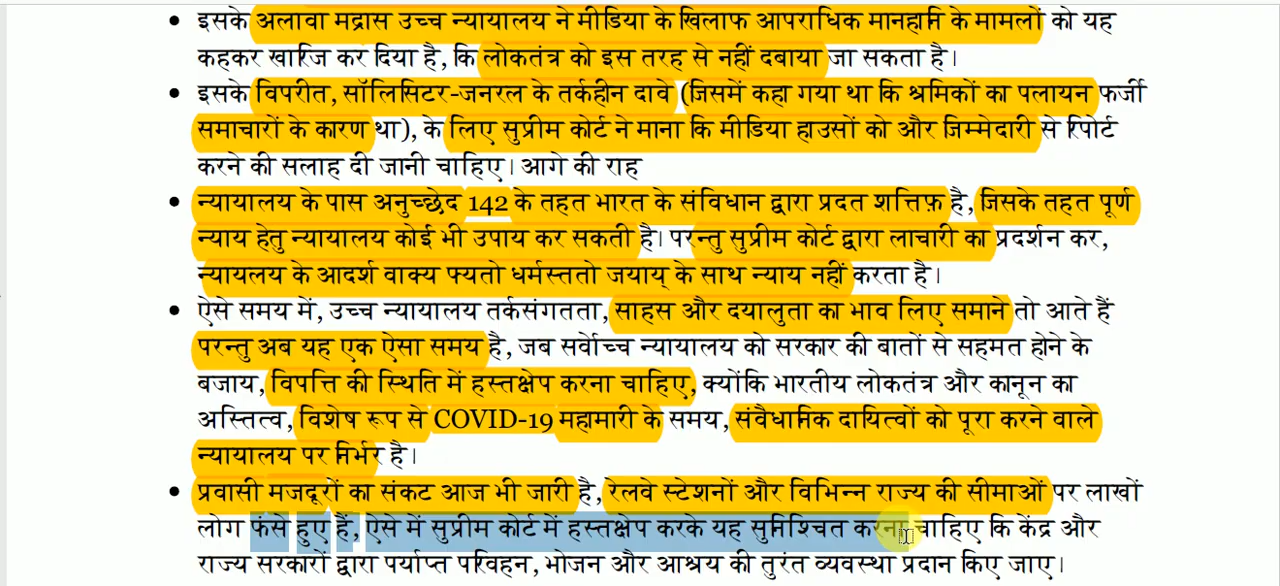 • इसके अलावा मद्रास उच्च न्यायालय ने मीडिया के खिलाफ आपराधिक मानहानि के मामलों को यह
कहकर खारिज कर दिया है, कि लोकतंत्र को इस तरह से नहीं दबाया जा सकता है।
• इसके विपरीत, सॉलिसिटर-जनरल के तर्कहीन दावे (जिसमें कहा गया था कि श्रमिकों का पलायन फर्जी
समाचारों के कारण था), के लिए सुप्रीम कोर्ट ने माना कि मीडिया हाउसों को और जिम्मेदारी से रिपोर्ट
करने की सलाह दी जानी चाहिए। आगे की राह
• न्यायालय के पास अनुच्छेद 142 के तहत भारत के संविधान द्वारा प्रदत शक्तिफ़ है, जिसके तहत पूर्ण
न्याय हेतु न्यायालय कोई भी उपाय कर सकती है। परन्तु सुप्रीम कोर्ट द्वारा लाचारी का प्रदर्शन कर,
न्यायलय के आदर्श वाक्य फ्यतो धर्मस्ततो जयाय् के साथ न्याय नहीं करता है।
• ऐसे समय में, उच्च न्यायालय तर्कसंगतता, साहस और दयालुता का भाव लिए समाने तो आते हैं
परन्तु अब यह एक ऐसा समय है, जब सर्वोच्च न्यायालय को सरकार की बातों से सहमत होने के
बजाय, विपत्ति की स्थिति में हस्तक्षेप करना चाहिए, क्योंकि भारतीय लोकतंत्र और कानून का
अस्तित्व, विशेष रूप से COVID-19 महामारी के समय, संवैधानिक दायित्वों को पूरा करने वाले
न्यायालय पर निर्भर है।
• प्रवासी मजदूरों का संकट आज भी जारी है, रेलवे स्टेशनों और विभिन्न राज्य की सीमाओं पर लाखों
लोग फंसे हुए हैं, ऐसे में सुप्रीम कोर्ट में हस्तक्षेप करके यह सुनिश्चित करना चाहिए कि केंद्र और
राज्य सरकारों द्वारा पर्याप्त परिवहन, भोजन और आश्रय की तुरंत व्यवस्था प्रदान किए जाए।